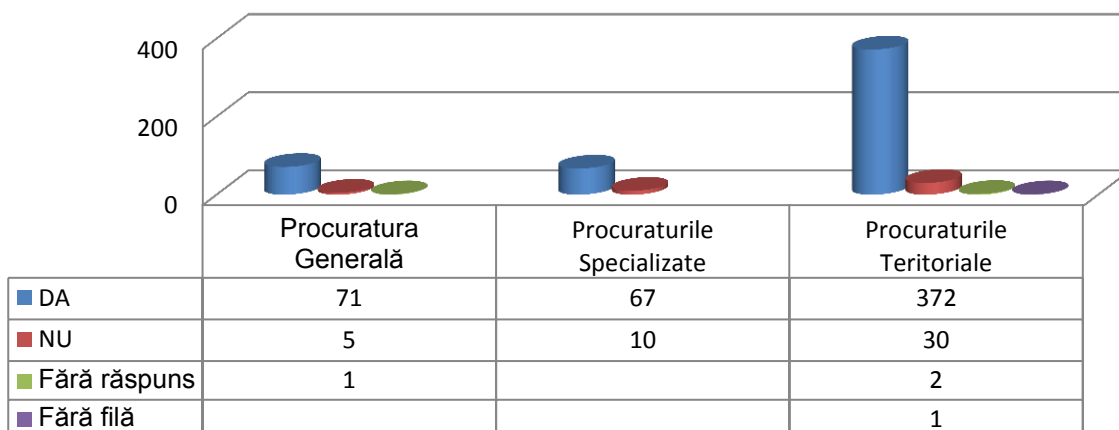 400
200
0
Procuratura Generală
Procuraturile Specializate
Procuraturile Teritoriale
DA 71 67 372
NU 5 10 30
Fără răspuns 1 2
Fără filă 1